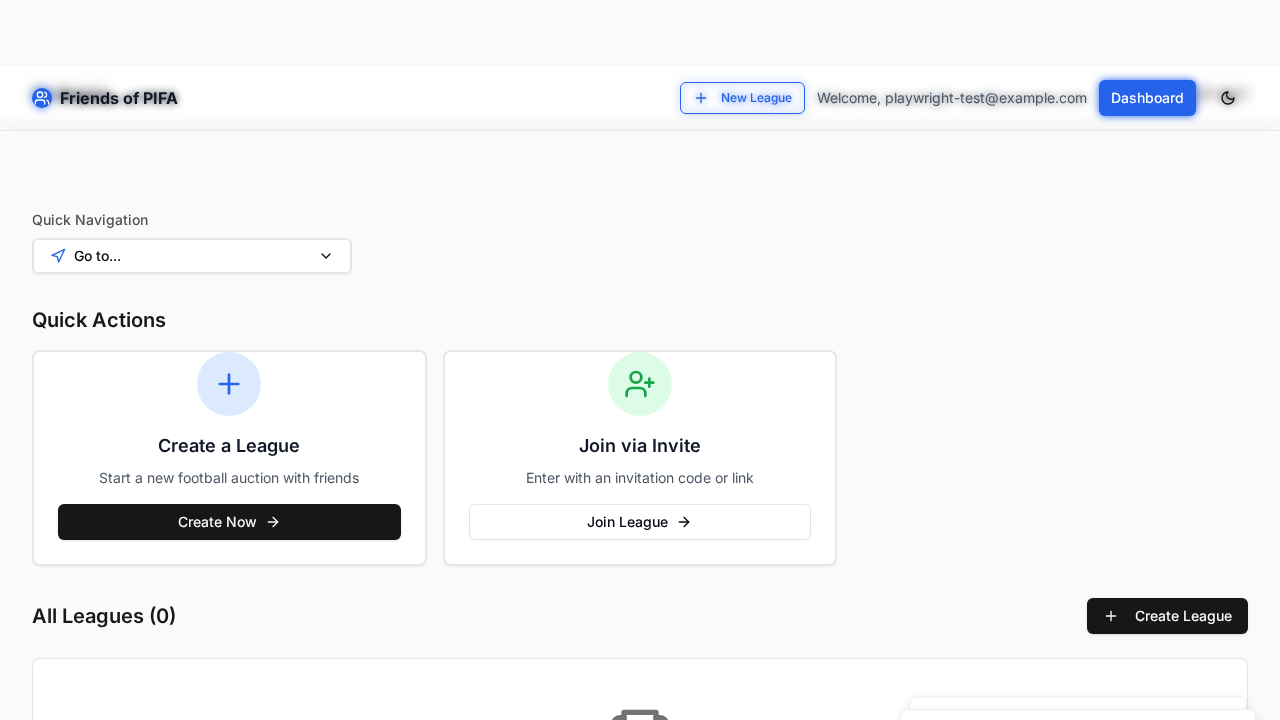 Friends of PIFA
New League
Welcome, playwright-test@example.com
Dashboard
Quick Navigation
Go to...
Quick Actions
Create a League
Start a new football auction with friends
Create Now
Join via Invite
Enter with an invitation code or link
Join League
All Leagues (0)
Create League